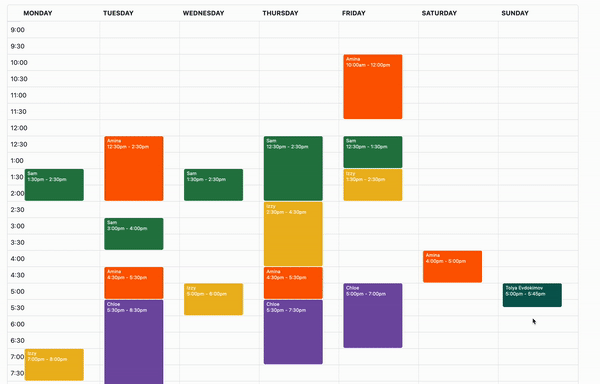 MONDAY TUESDAY WEDNESDAY THURSDAY FRIDAY SATURDAY SUNDAY
9:00
9:30
10:00
Amina
10:00am - 12:00pm
10:30
11:00
11:30
12:00
12:30
Amina
12:30pm - 2:30pm
Sam
12:30pm - 2:30pm
Sam
12:30pm - 1:30pm
1:00
1:30
Sam
1:30pm - 2:30pm
Sam
1:30pm - 2:30pm
Izzy
1:30pm - 2:30pm
2:00
2:30
Izzy
2:30pm - 4:30pm
3:00
Sam
3:00pm - 4:00pm
3:30
4:00
Amina
4:00pm - 5:00pm
4:30
Amina
4:30pm - 5:30pm
Amina
4:30pm - 5:30pm
5:00
Izzy
5:00pm - 6:00pm
Chloe
5:00pm - 7:00pm
Tolya Evdokimov
5:00pm - 5:45pm
5:30
Chloe
5:30pm - 8:30pm
Chloe
5:30pm - 7:30pm
6:00
6:30
7:00
Izzy
7:00pm - 8:00pm
7:30